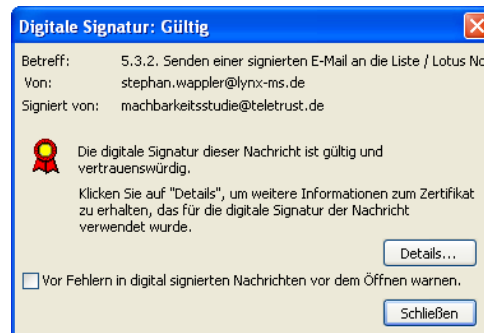 Digitale Signatur: Gültig
Betreff: 5.3.2. Senden einer signierten E-Mail an die Liste / Lotus No
Von: stephan.wappler@lynx-ms.de
Signiert von: machbarkeitsstudie@teletrust.de
Die digitale Signatur dieser Nachricht ist gültig und
vertrauenswürdig.
Klicken Sie auf "Details", um weitere Informationen zum Zertifikat
zu erhalten, das für die digitale Signatur der Nachricht
verwendet wurde.
Details...
Vor Fehlern in digital signierten Nachrichten vor dem Öffnen warnen.
Schließen